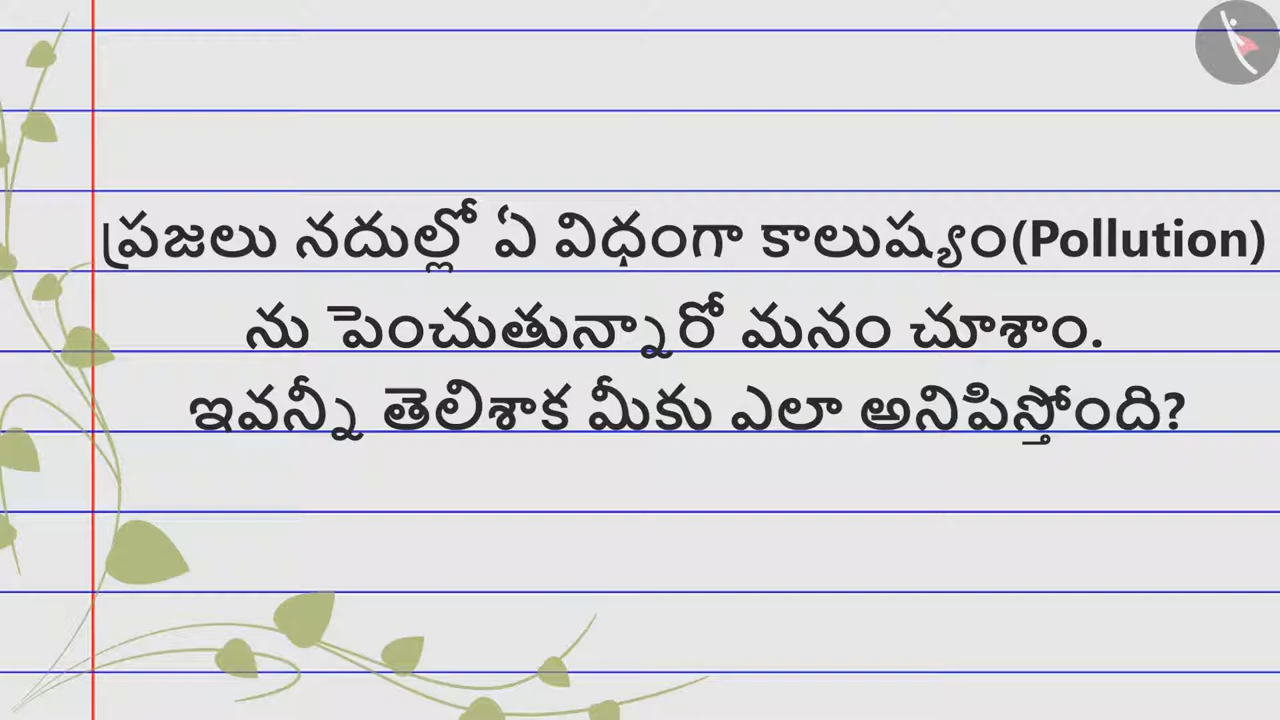 ప్రజలు నదుల్లో ఏ విధంగా కాలుష్యం(Pollution)
ను పెంచుతున్నారో మనం చూశాం.
ఇవన్నీ తెలిశాక మీకు ఎలా అనిపిస్తోంది?